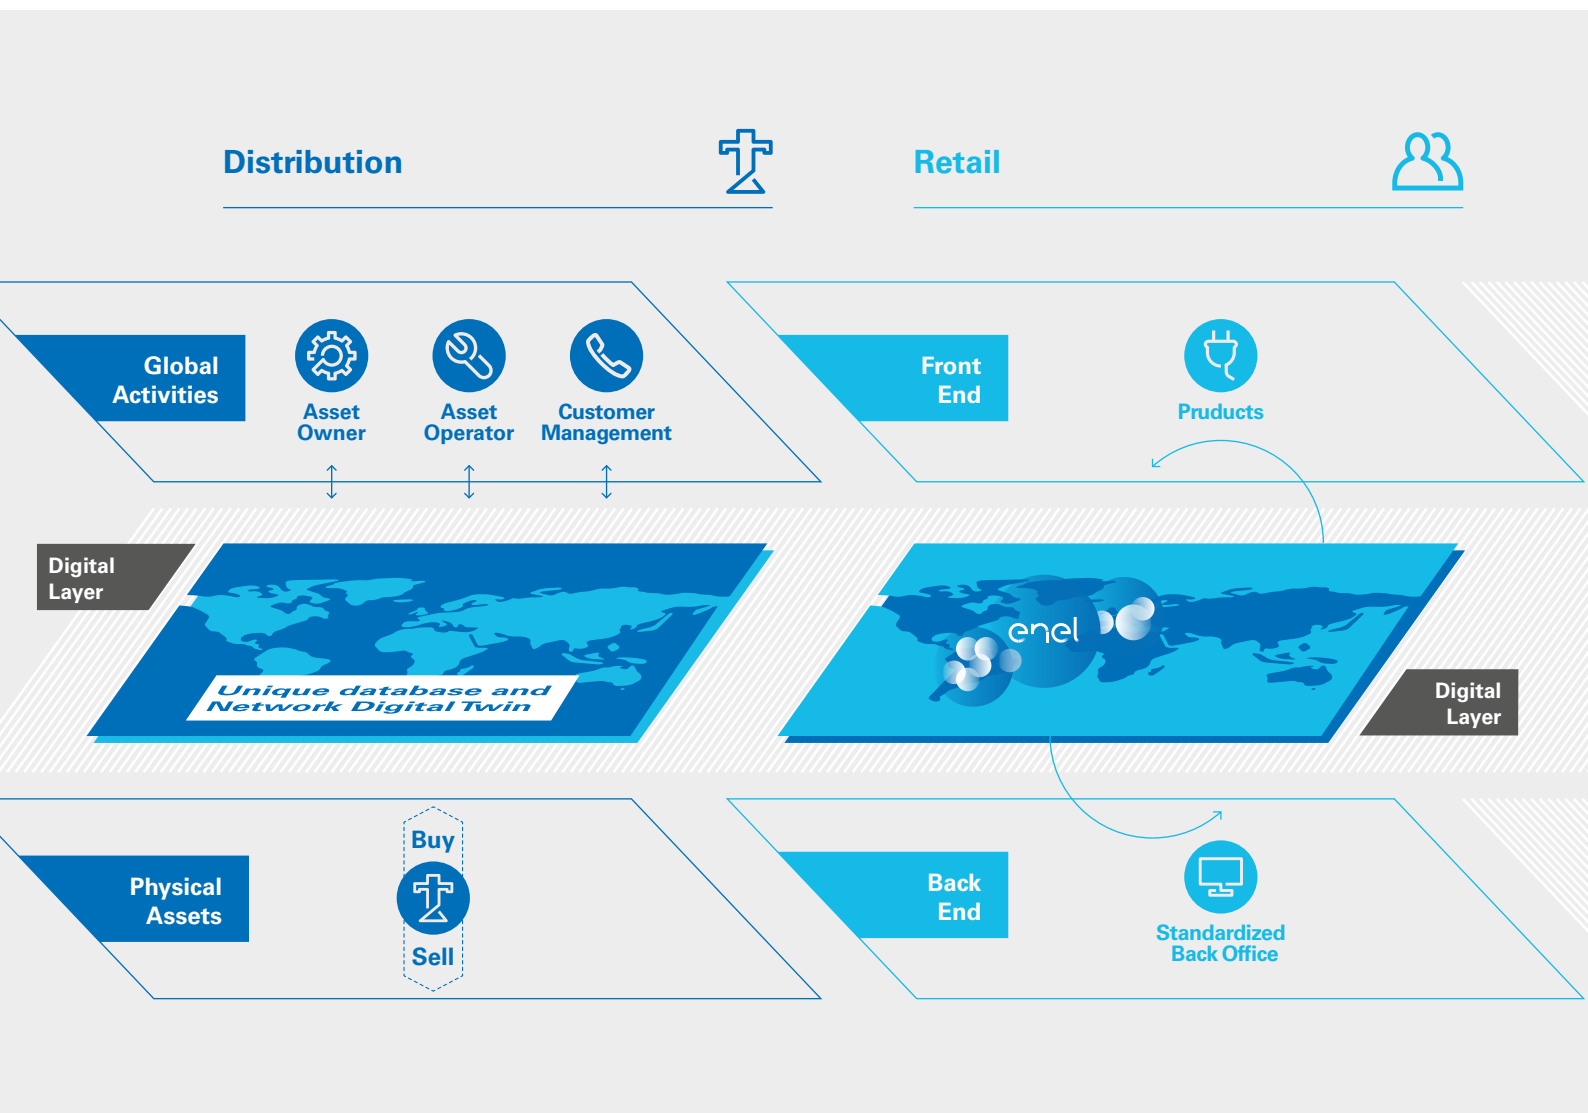 Distribution
Retail
Global
Activities
Asset
Owner
Asset
Operator
Customer
Management
Front
End
Pruducts
Digital
Layer
Unique database and
Network Digital Twin
enel
Digital
Layer
Physical
Assets
Buy
Sell
Back
End
Standardized
Back Office